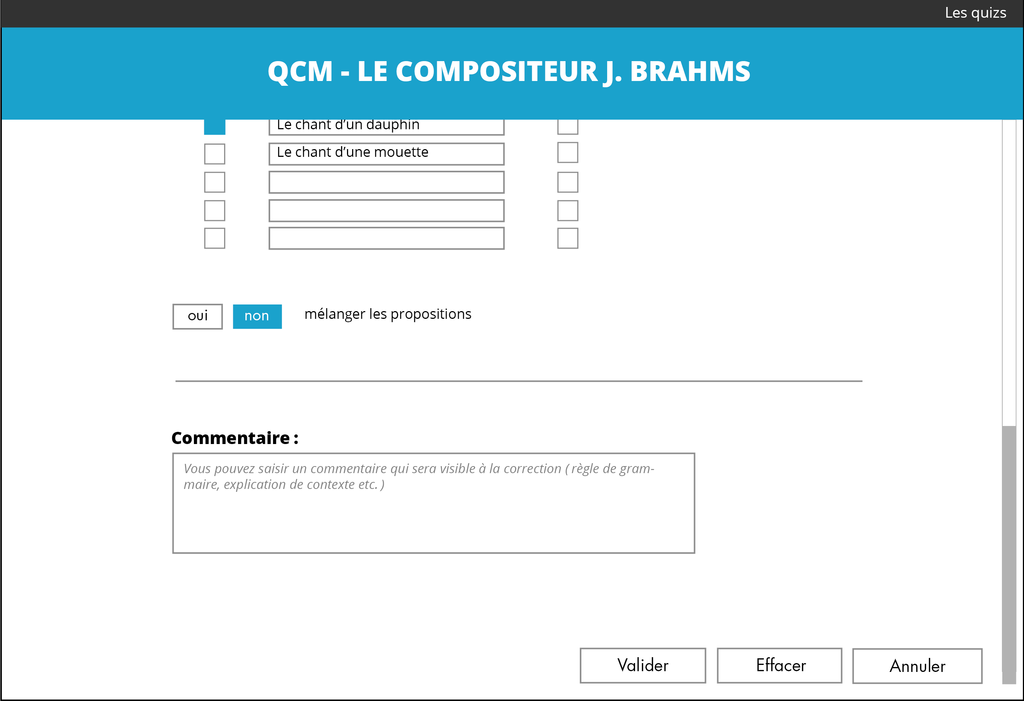 Les quizs
QCM - LE COMPOSITEUR J. BRAHMS
Le chant d'un dauphin
Le chant d'une mouette
oui non mélanger les propositions
Commentaire :
Vous pouvez saisir un commentaire qui sera visible à la correction ( règle de gram-
maire, explication de contexte etc. )
Valider Effacer Annuler